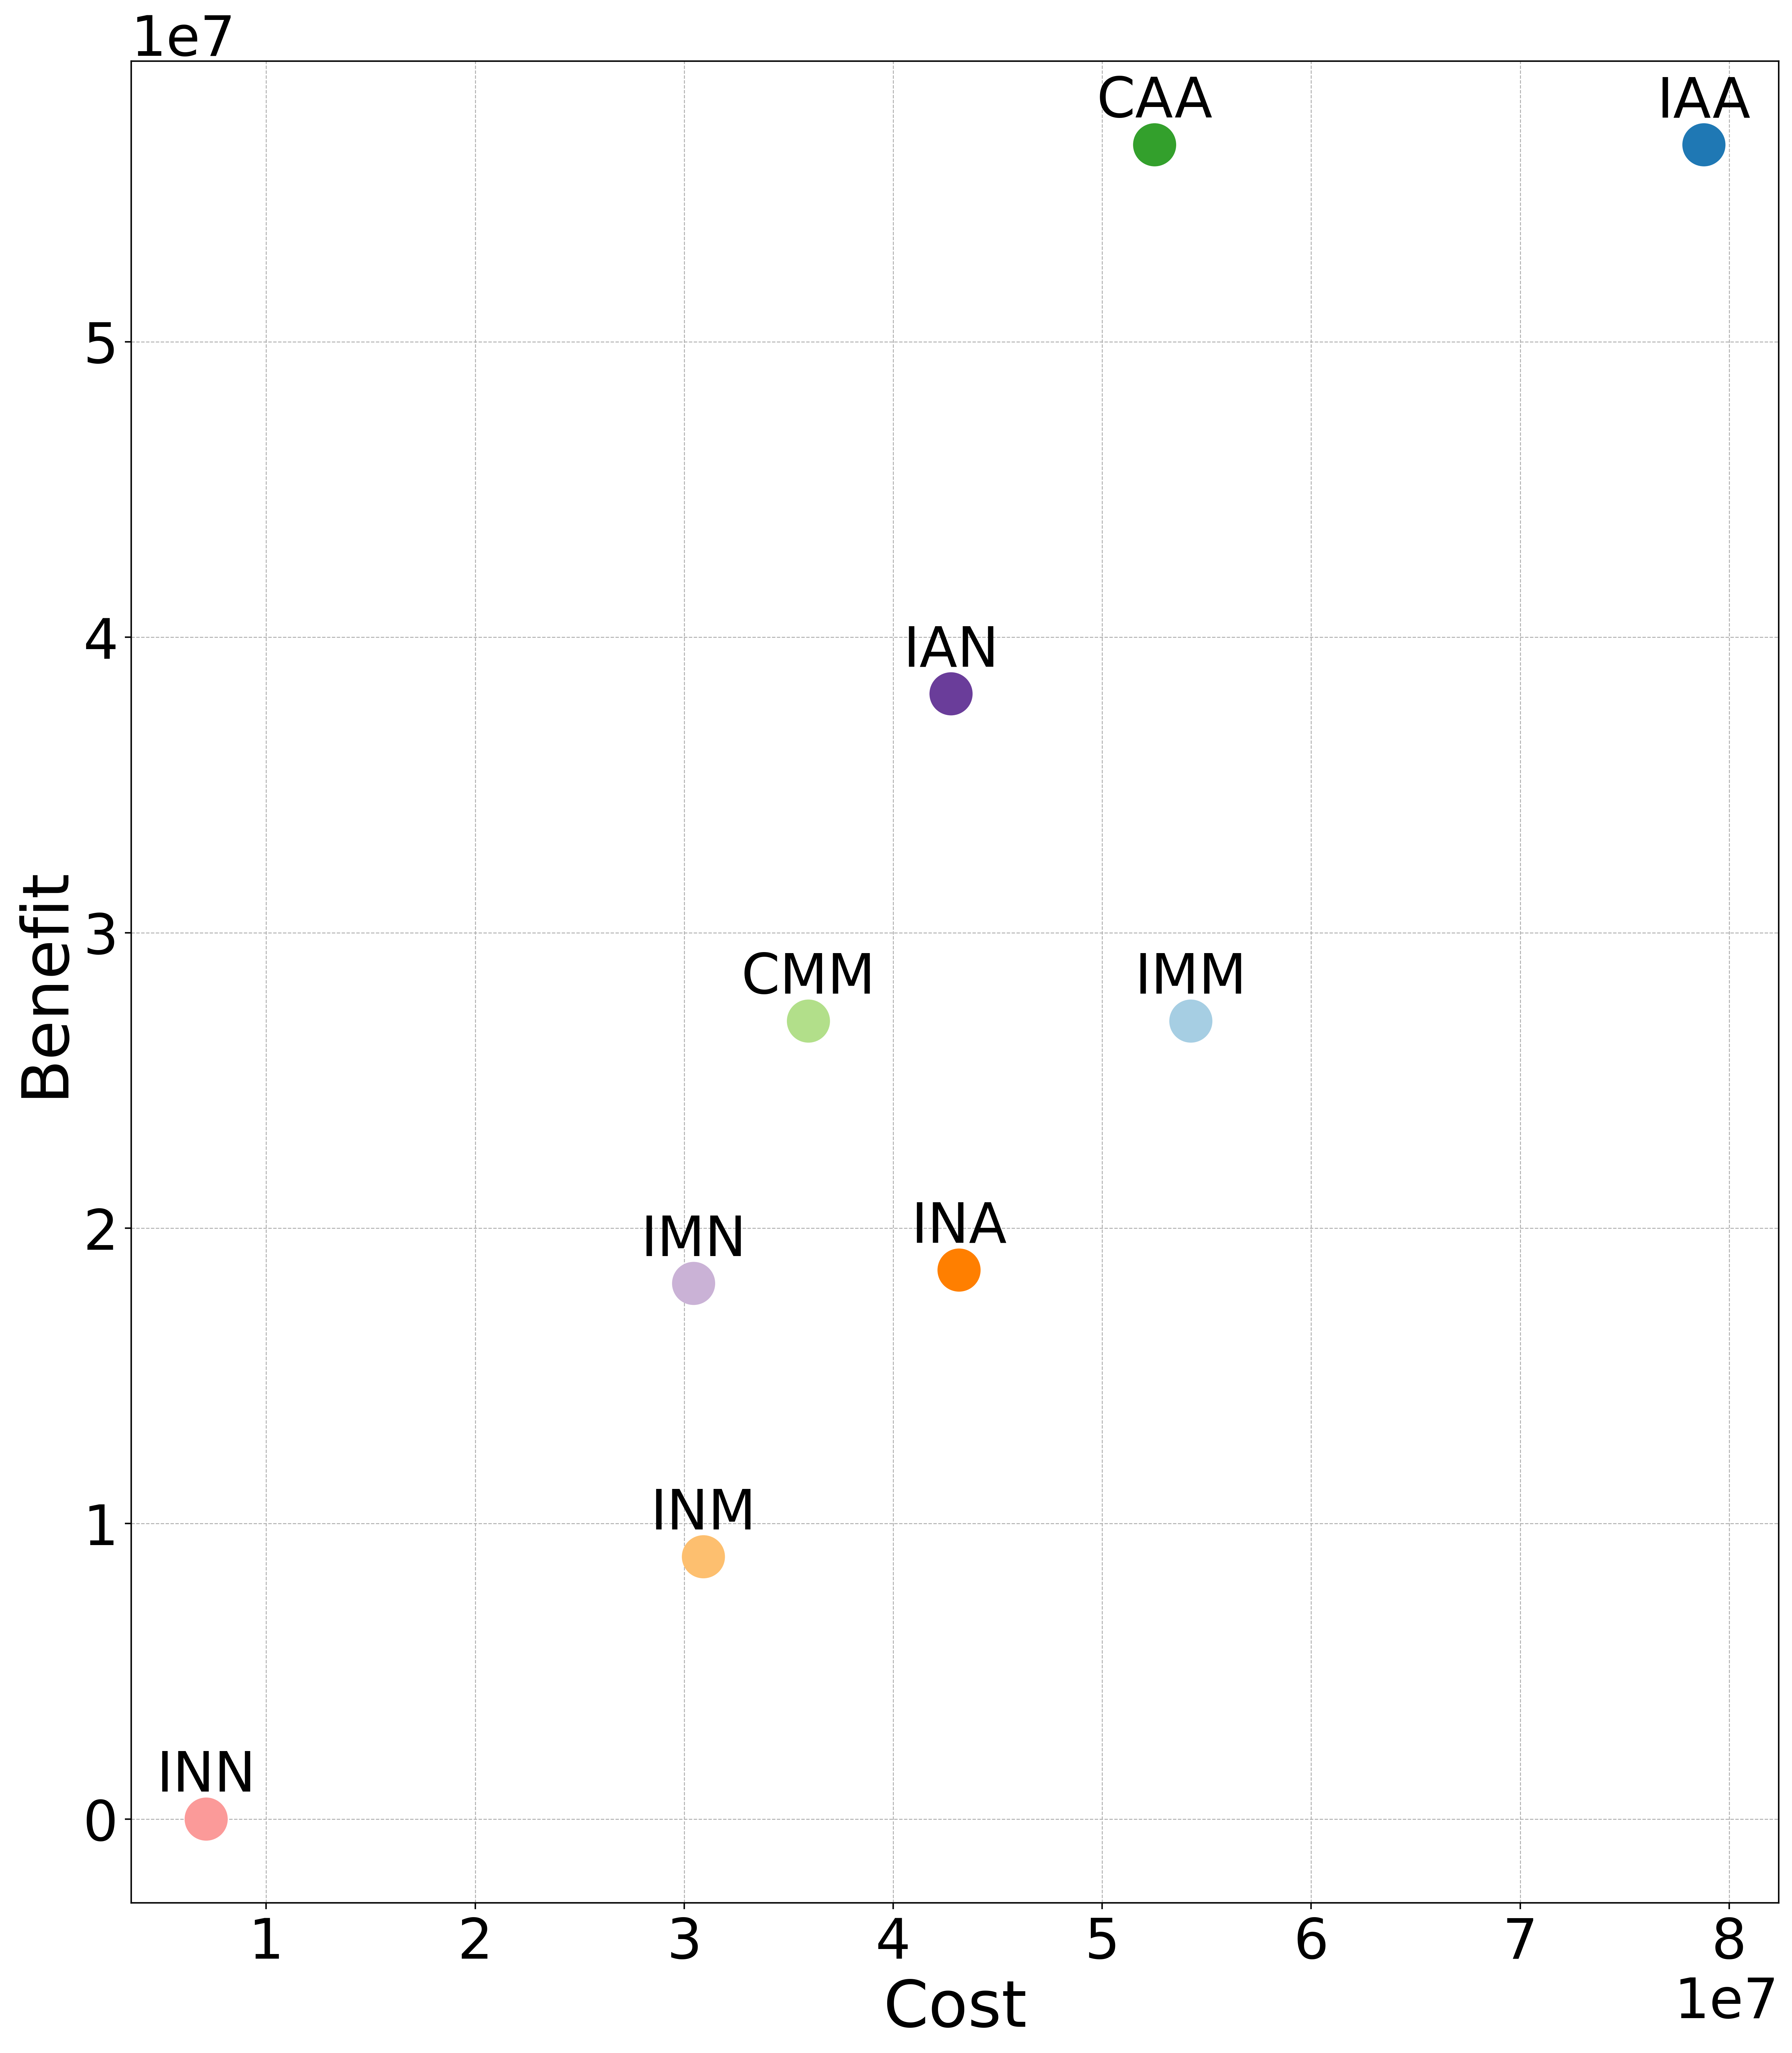 1e7
CAA
IAA
5
4
IAN
3
CMM
IMM
Benefit
2
IMN
INA
1
INM
INN
0
1 2 3 4 5 6 7 8
1e7
Cost